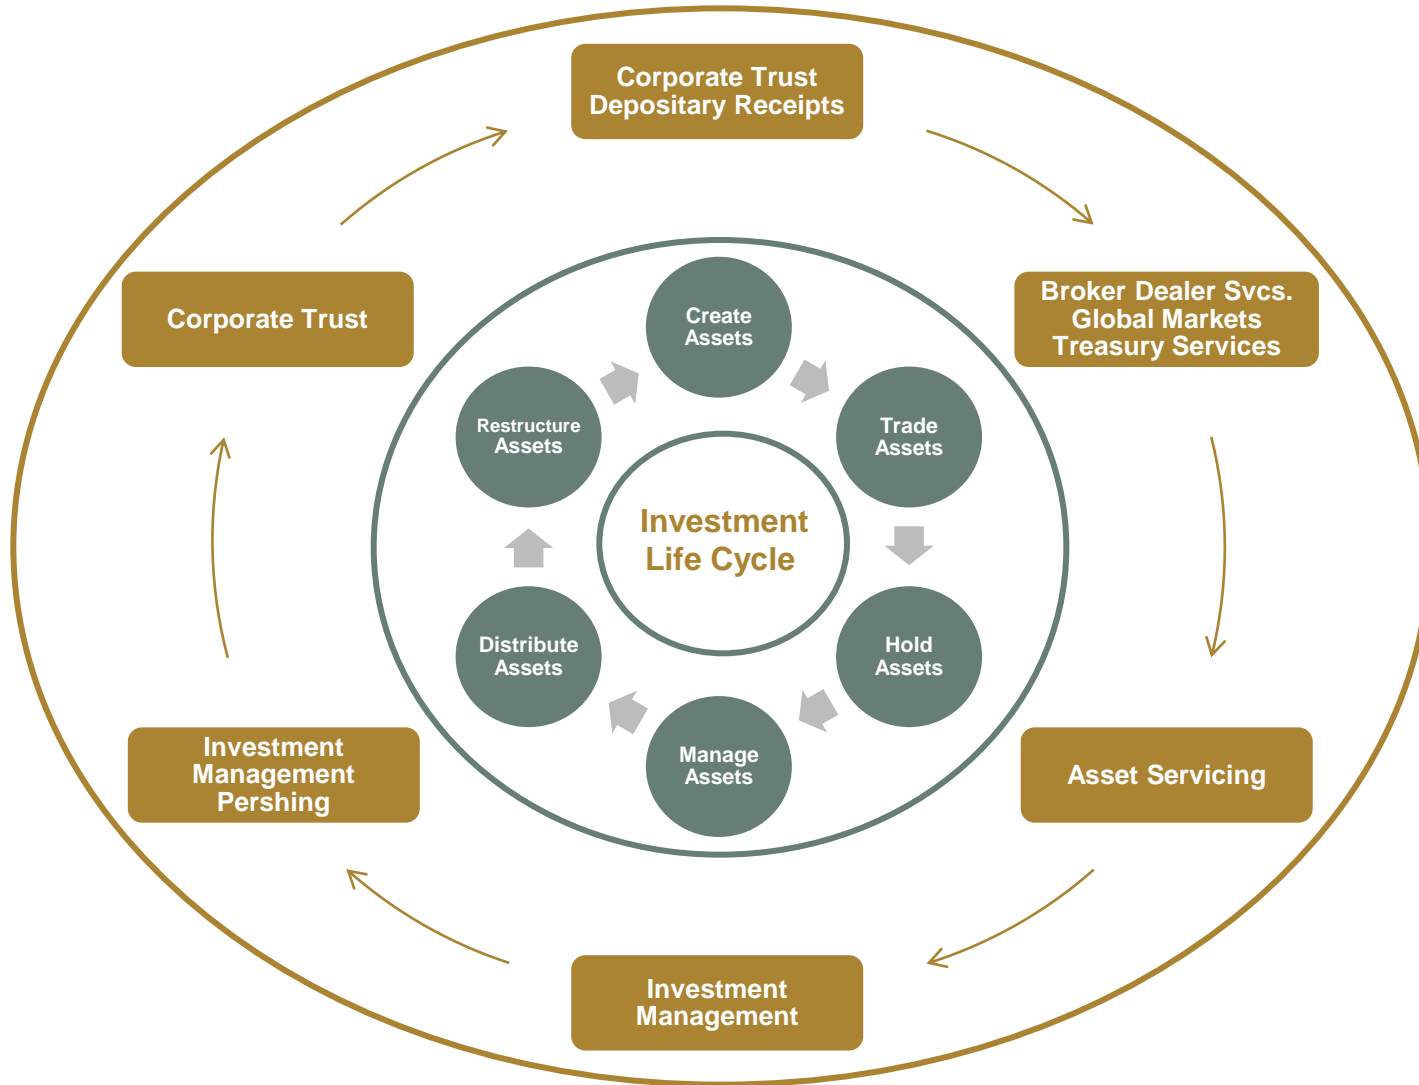 Corporate Trust
Depositary Receipts
Broker Dealer Svcs.
Global Markets
Treasury Services
Asset Servicing
Investment
Management
Investment
Management
Pershing
Corporate Trust
Create
Assets
Trade
Assets
Hold
Assets
Manage
Assets
Distribute
Assets
Restructure
Assets
Investment
Life Cycle